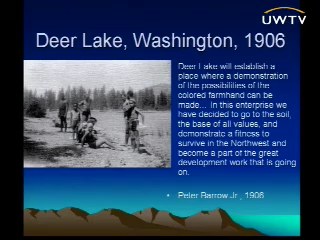 UWTV
Deer Lake, Washington, 1906
Deer Lake will establish a
place where a demonstration
of the possibilities of the
colored farmhand can be
made... In this enterprise we
have decided to go to the soil,
the base of all values, and
demonstrate a fitness to
survive in the Northwest and
become a part of the great
development work that is going
on.
• Peter Barrow Jr., 1906